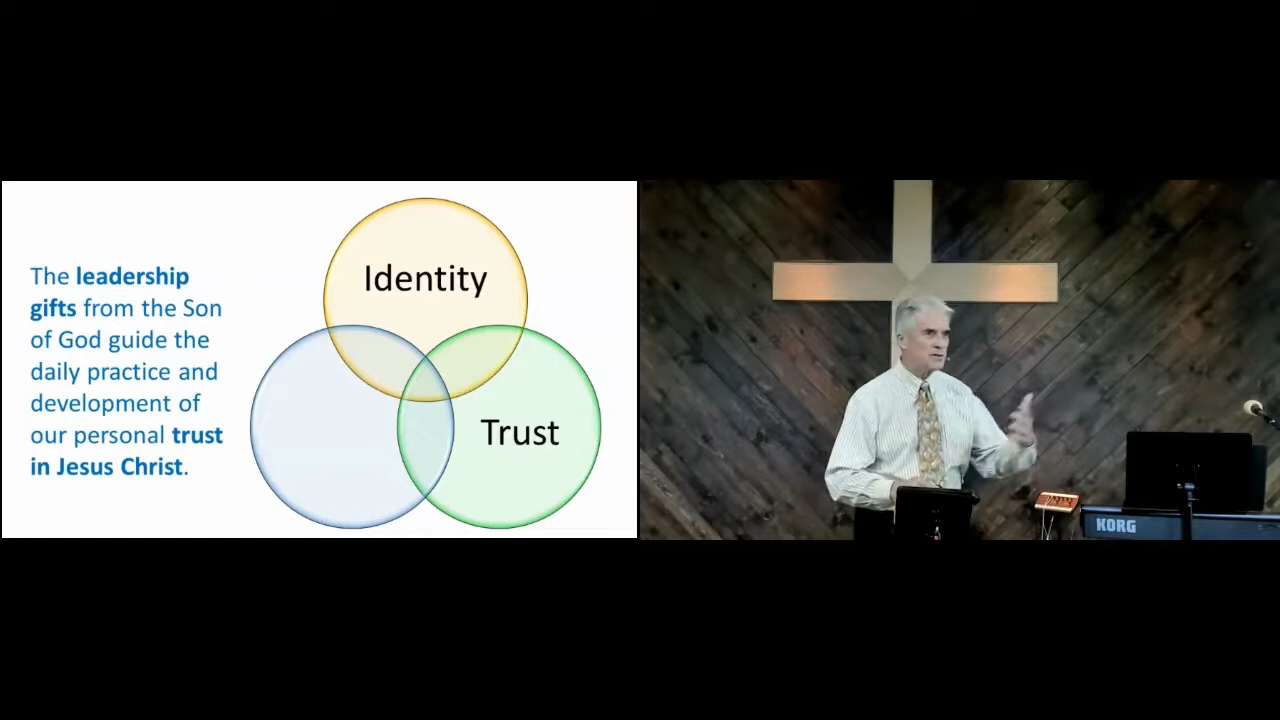 The leadership
gifts from the Son
of God guide the
daily practice and
development of
our personal trust
in Jesus Christ.
Identity
Trust
KORG